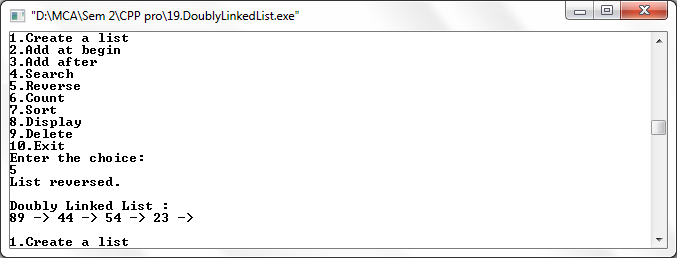 "D:\MCA\Sem 2\CPP pro\19.DoublyLinkedList.exe"
1.Create a list
2.Add at begin
3.Add after
4.Search
5.Reverse
6.Count
7.Sort
8.Display
9.Delete
10.Exit
Enter the choice:
5
List reversed.
Doubly Linked List :
89 -> 44 -> 54 -> 23 ->
1.Create a list